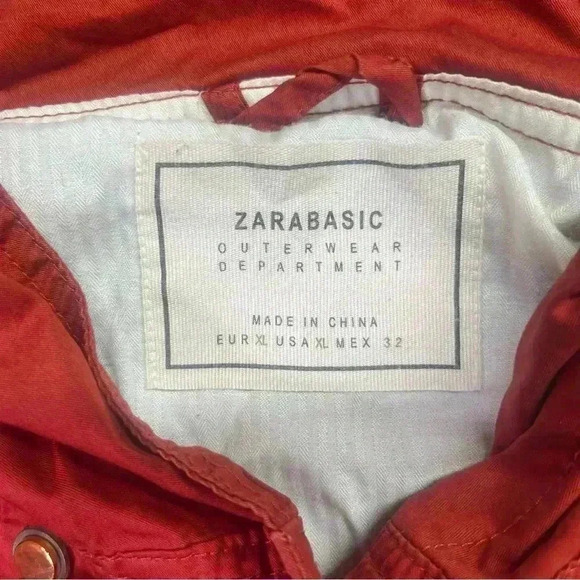 ZARABASIC
OUTERWEAR
DEPARTMENT
MADE IN CHINA
EUR XL USA XL MEX 32